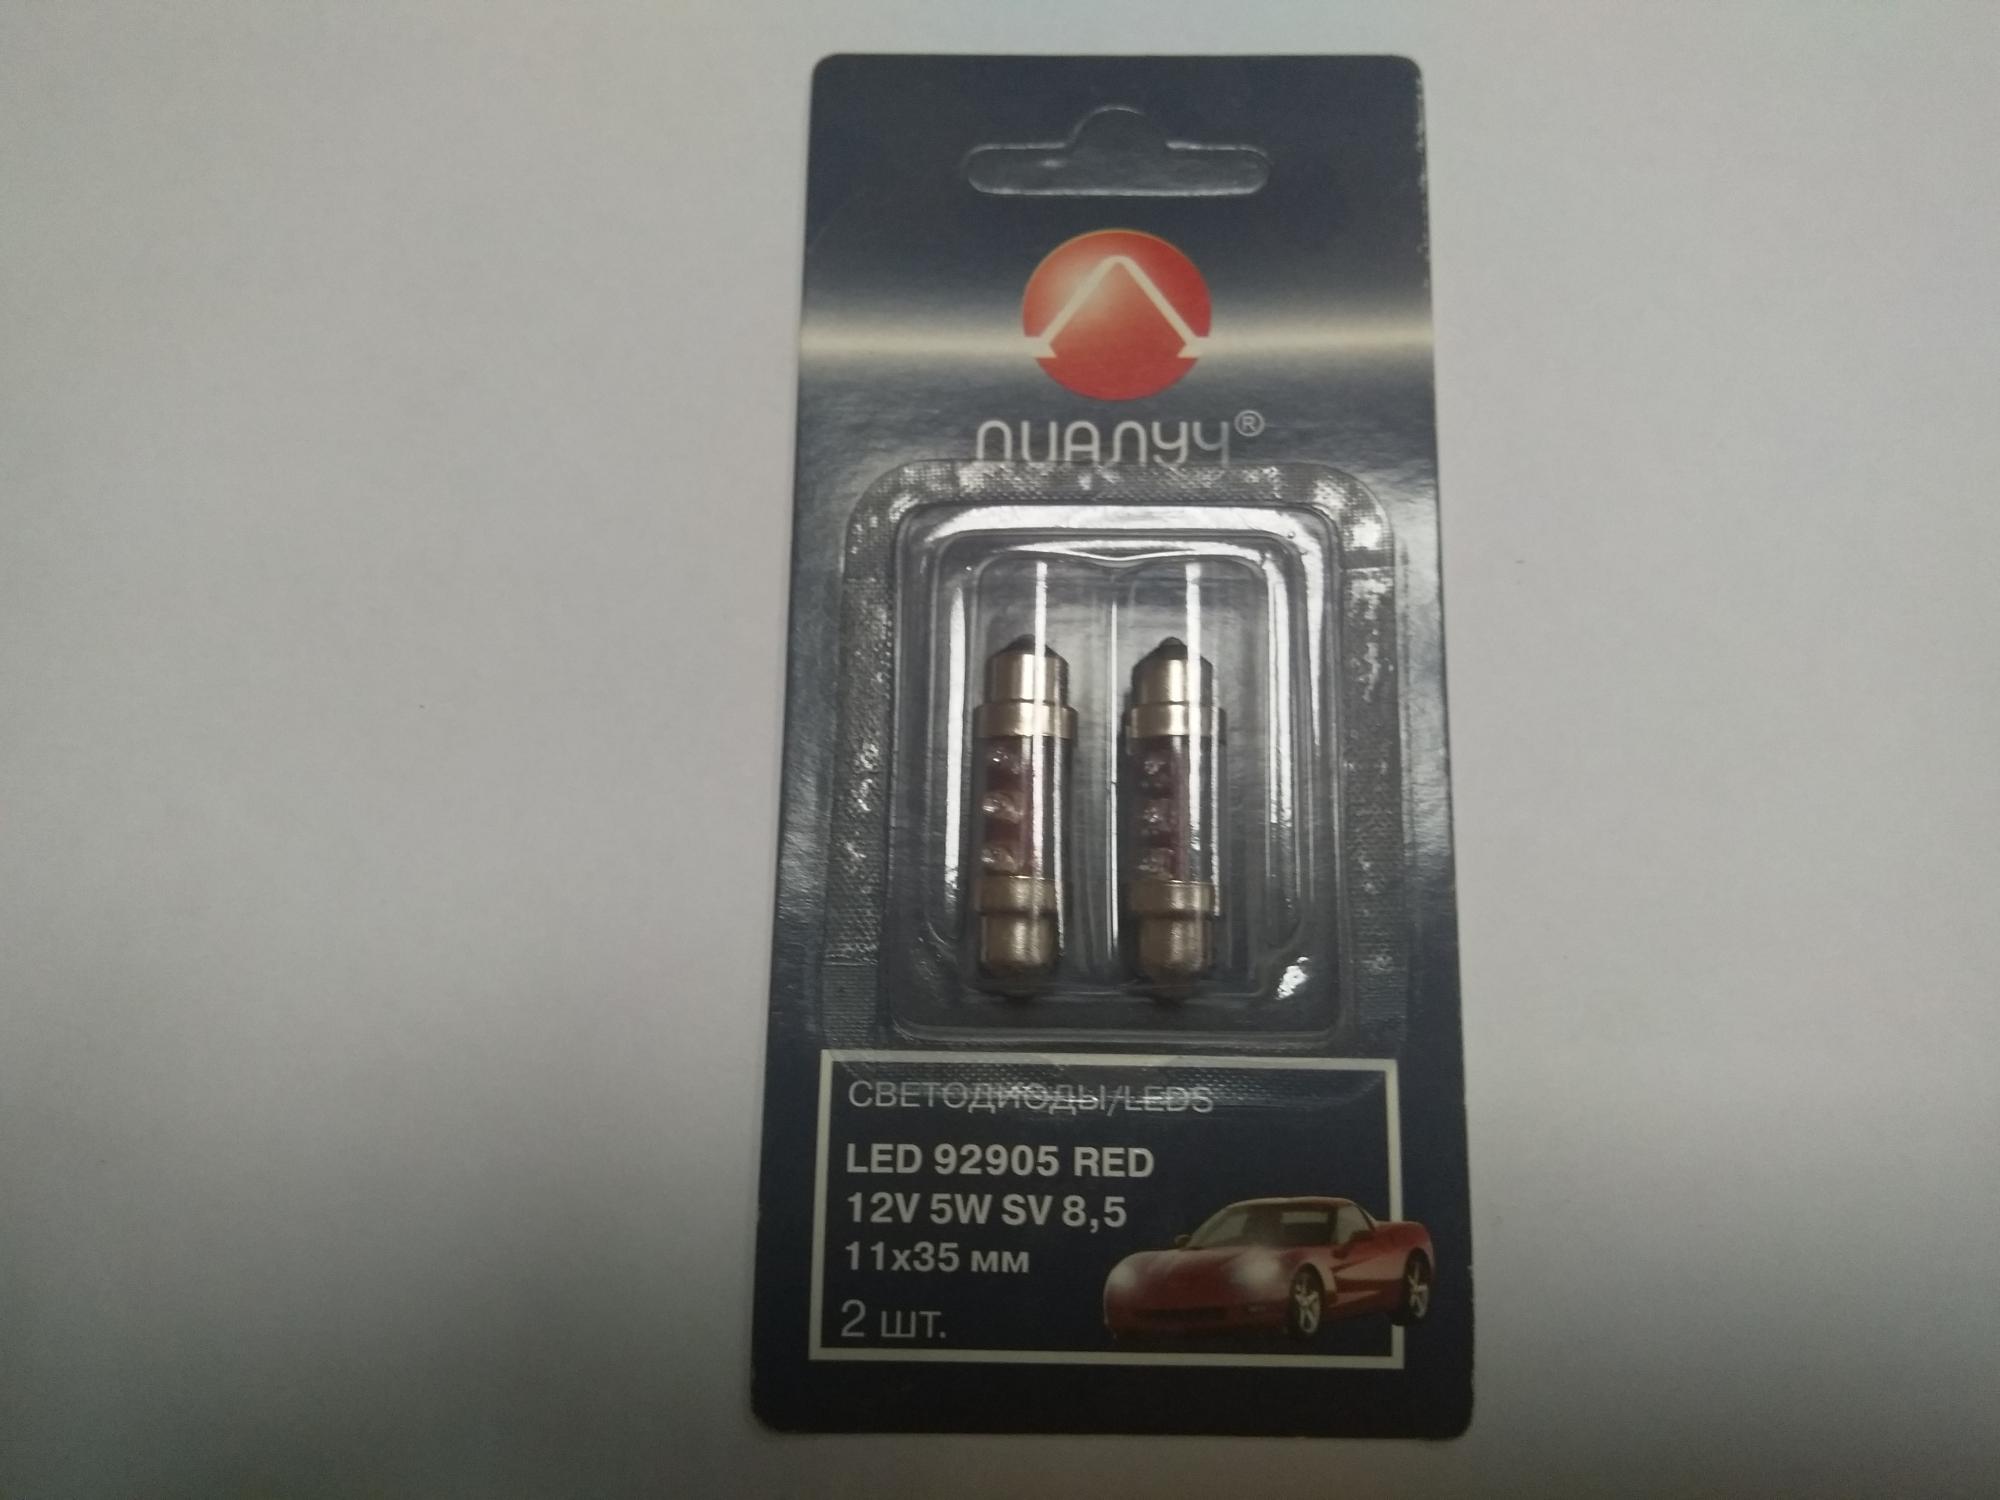 ЛИАЛУЧ®
СВЕТОДИОДЫ/LEDS
LED 92905 RED
12V 5W SV 8,5
11x35 мм
2 шт.